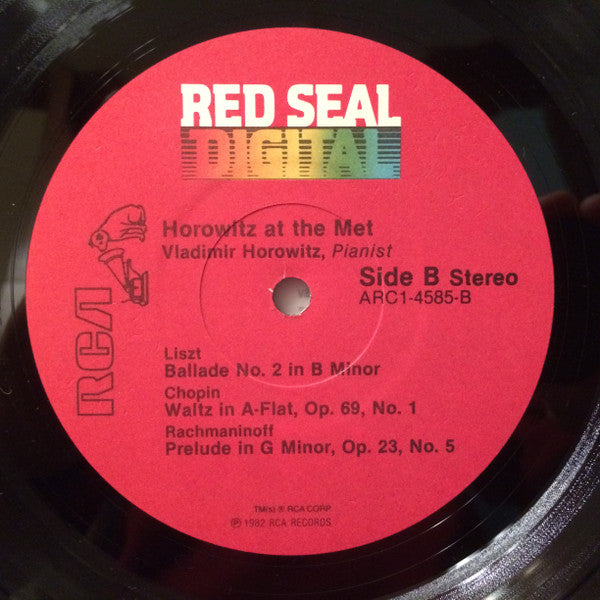 RED SEAL
DIGITAL
Horowitz at the Met
Vladimir Horowitz, Pianist
Side B Stereo
ARC1-4585-B
RCA
Liszt
Ballade No. 2 in B Minor
Chopin
Waltz in A-Flat, Op. 69, No. 1
Rachmaninoff
Prelude in G Minor, Op. 23, No. 5
TM(s) ® RCA CORP.
℗ 1982 RCA RECORDS